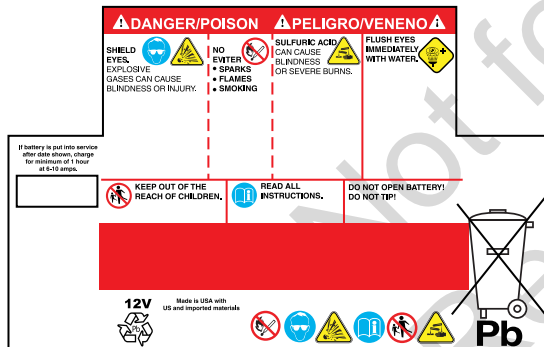 DANGER/POISON
PELIGRO/VENENO
SHIELD
EYES.
EXPLOSIVE
GASES CAN CAUSE
BLINDNESS OR INJURY.
NO
EVITER
• SPARKS
• FLAMES
• SMOKING
SULFURIC ACID
CAN CAUSE
BLINDNESS
OR SEVERE BURNS.
FLUSH EYES
IMMEDIATELY
WITH WATER.
If battery is put into service
after date shown, charge
for minimum of 1 hour
at 6-10 amps.
KEEP OUT OF THE
REACH OF CHILDREN.
READ ALL
INSTRUCTIONS.
DO NOT OPEN BATTERY!
DO NOT TIP!
12V
Pb
Made is USA with
US and imported materials
Pb
Not fo